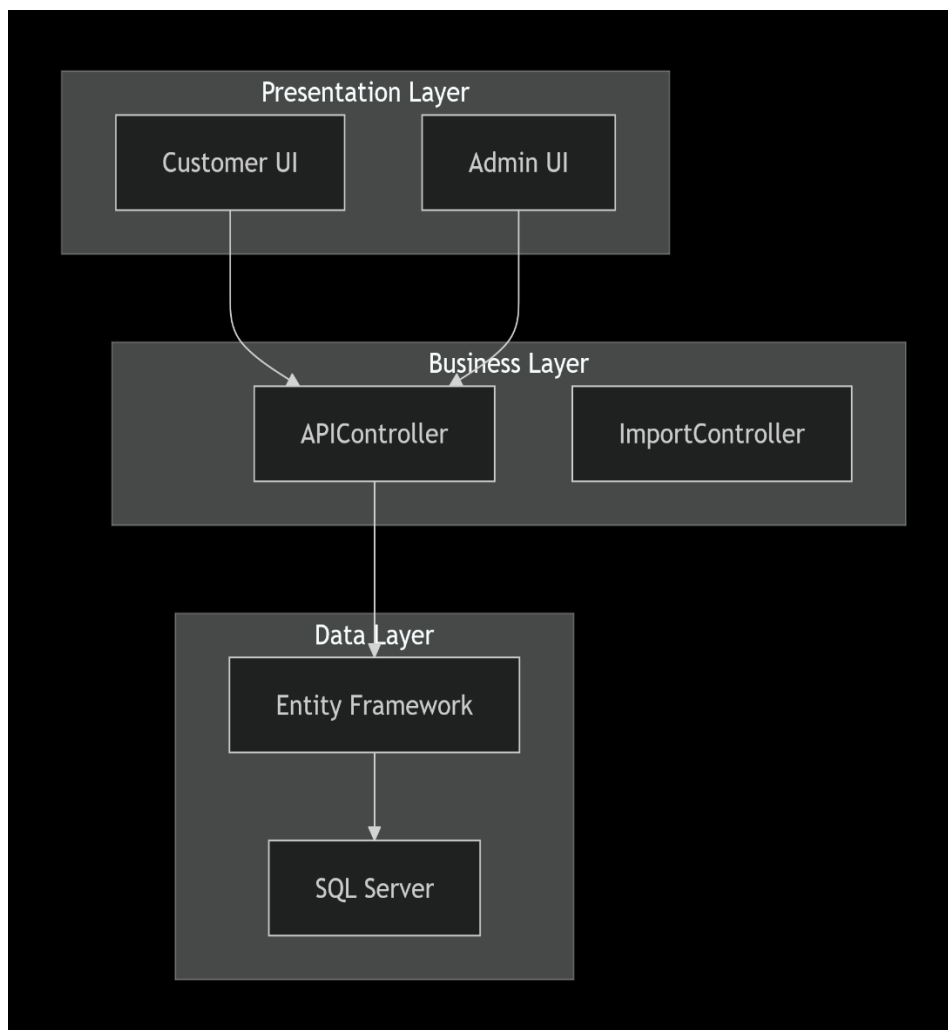 Presentation Layer
Customer UI
Admin UI
Business Layer
APIController
ImportController
Data Layer
Entity Framework
SQL Server